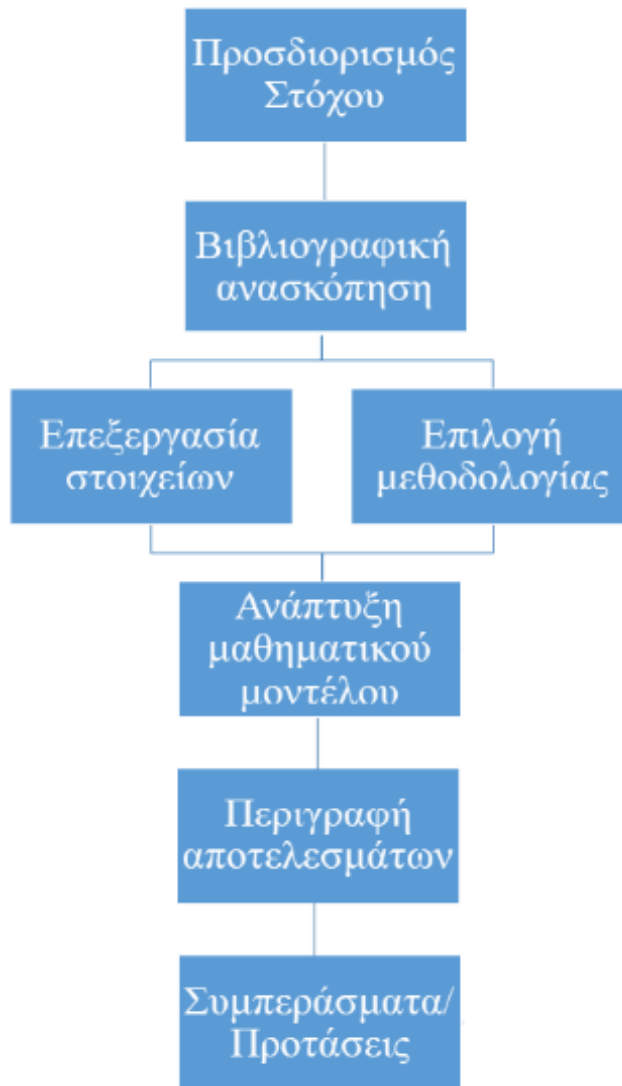 Προσδιορισμός
Στόχου
Βιβλιογραφική
ανασκόπηση
Επεξεργασία
στοιχείων
Επιλογή
μεθοδολογίας
Ανάπτυξη
μαθηματικού
μοντέλου
Περιγραφή
αποτελεσμάτων
Συμπεράσματα/
Προτάσεις